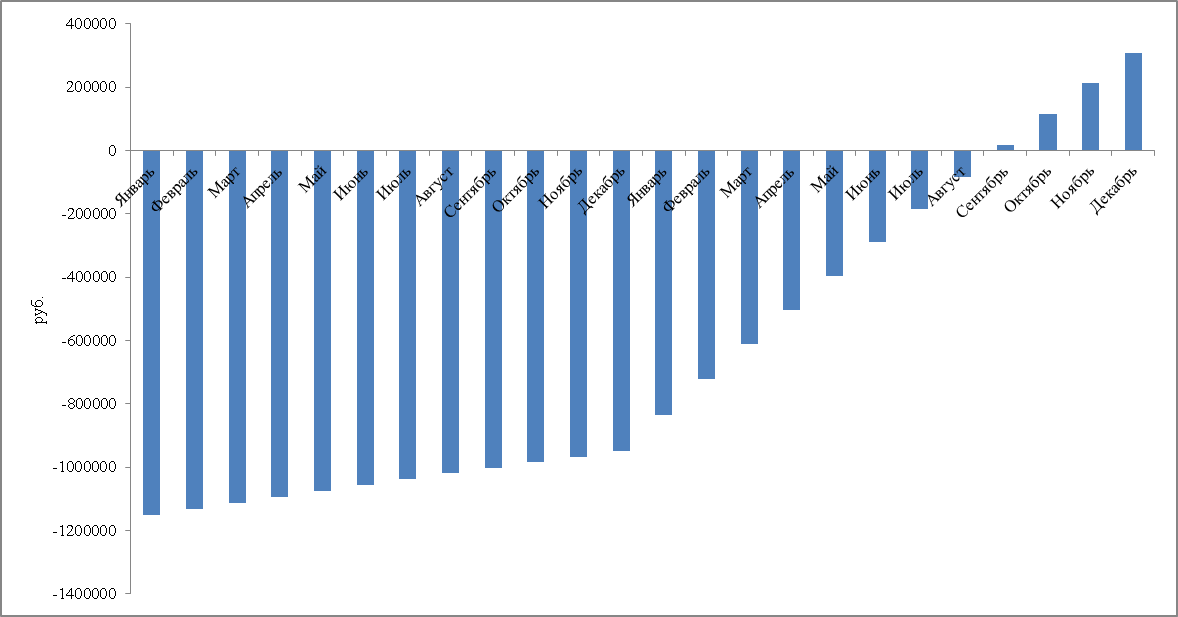 400000
200000
0
-200000
-400000
-600000
-800000
-1000000
-1200000
-1400000
руб.
Январь
Февраль
Март
Апрель
Май
Июнь
Июль
Август
Сентябрь
Октябрь
Ноябрь
Декабрь
Январь
Февраль
Март
Апрель
Май
Июнь
Июль
Август
Сентябрь
Октябрь
Ноябрь
Декабрь